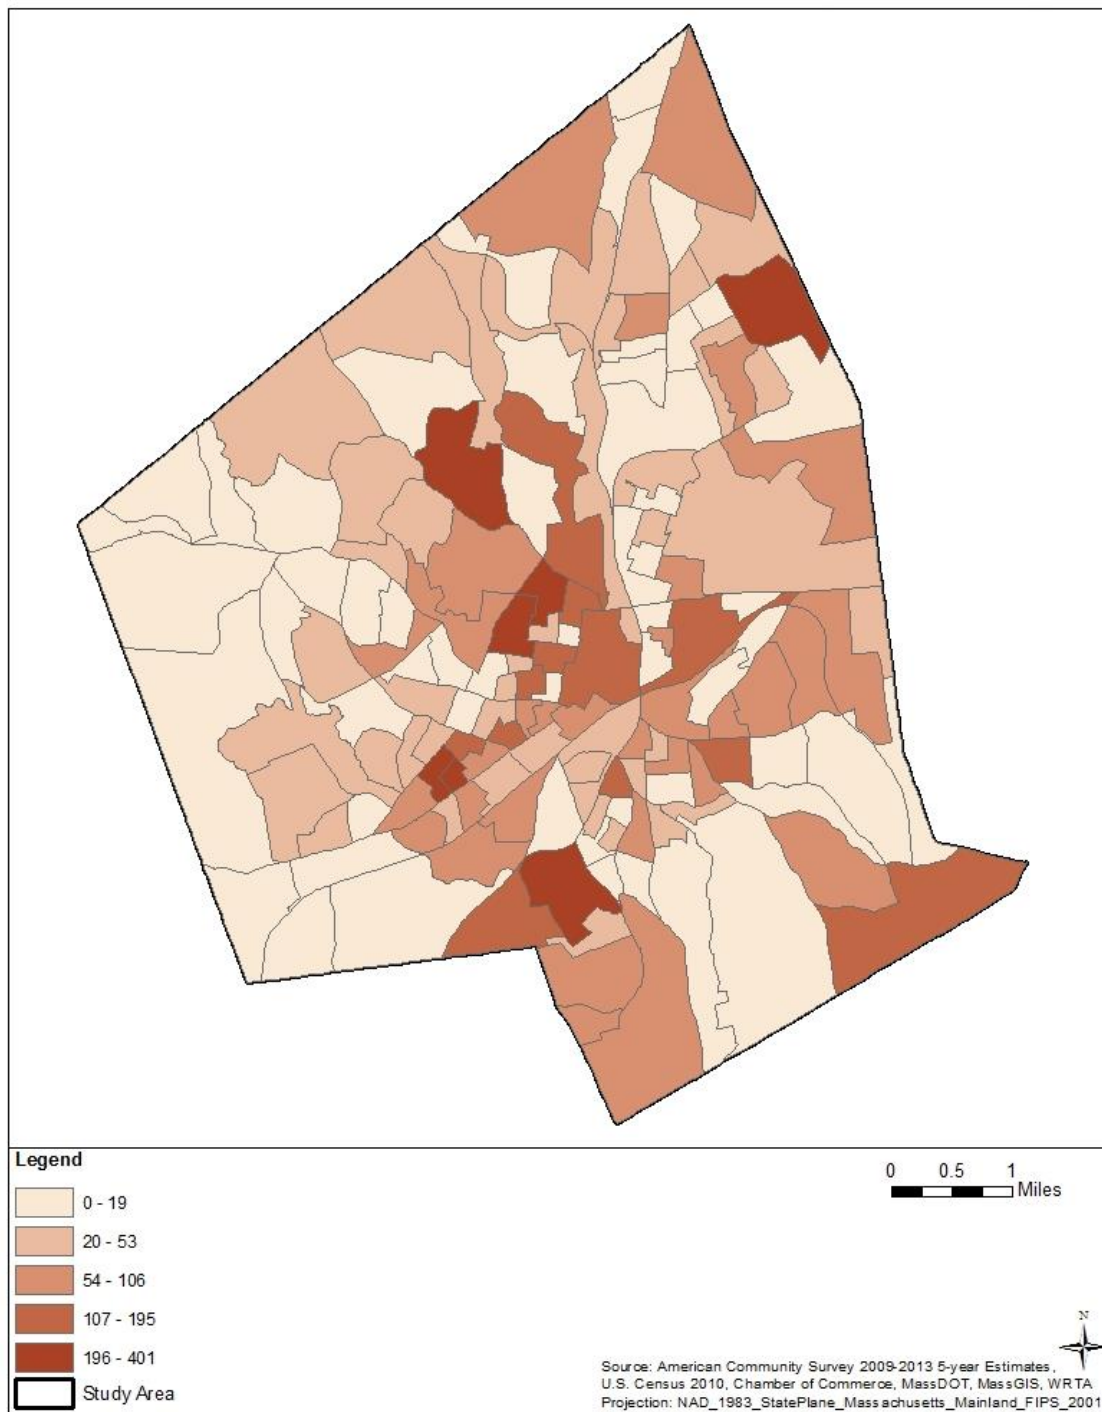 Legend
0 - 19
20 - 53
54 - 106
107 - 195
196 - 401
Study Area
0 0.5 1
Miles
N
Source: American Community Survey 2009-2013 5-year Estimates,
U.S. Census 2010, Chamber of Commerce, MassDOT, MassGIS, WRTA
Projection: NAD_1983_StatePlane_Massachusetts_Mainland_FIPS_2001